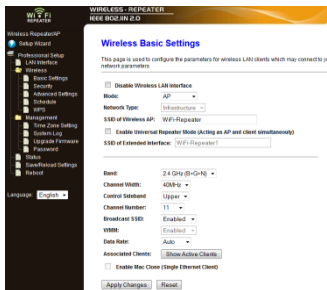 Wi Fi
REPEATER
WIRELESS - REPEATER
IEEE 802.11N 2.0
Wireless Repeater/AP
Setup Wizard
Professional Setup
LAN Interface
Wireless
Basic Settings
Security
Advanced Settings
Schedule
WPS
Management
Time Zone Setting
System Log
Upgrade Firmware
Password
Status
Save/Reload Settings
Reboot
Language: English
Wireless Basic Settings
This page is used to configure the parameters for wireless LAN clients which may connect to yo
network parameters.
Disable Wireless LAN Interface
Mode: AP
Network Type: Infrastructure
SSID of Wireless AP: WiFi-Repeater
Enable Universal Repeater Mode (Acting as AP and client simultaneously)
SSID of Extended Interface: WiFi-Repeater1
Band: 2.4 GHz (B+G+N)
Channel Width: 40MHz
Control Sideband Upper
Channel Number: 11
Broadcast SSID: Enabled
WMM: Enabled
Data Rate: Auto
Associated Clients: Show Active Clients
Enable Mac Clone (Single Ethernet Client)
Apply Changes Reset